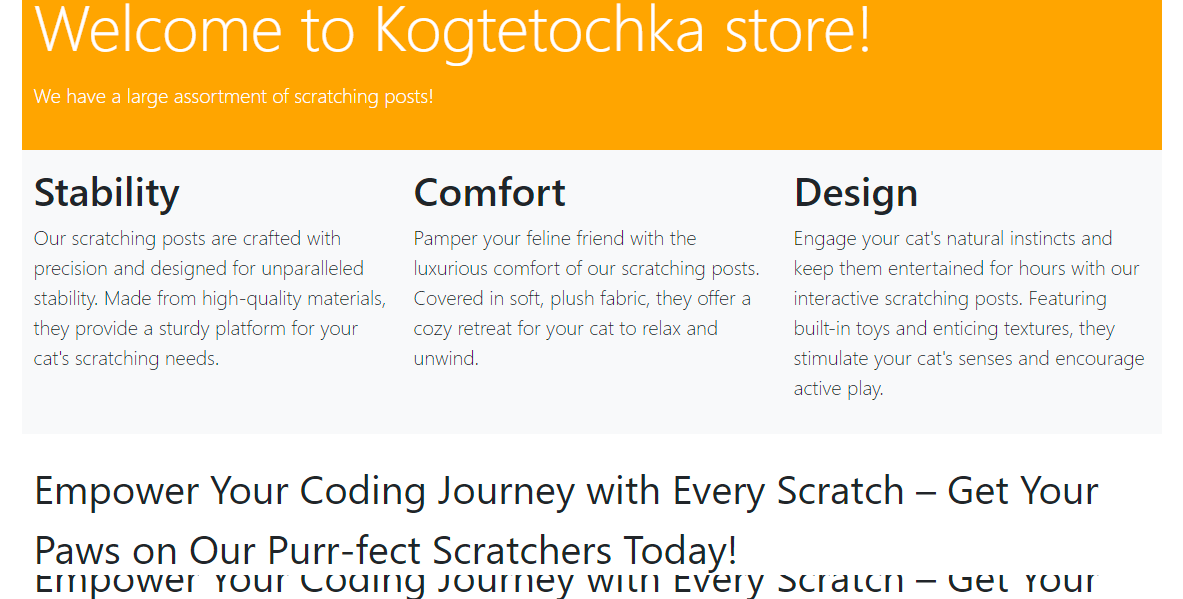 Welcome to Kogtetochka store!
We have a large assortment of scratching posts!
Stability
Our scratching posts are crafted with
precision and designed for unparalleled
stability. Made from high-quality materials,
they provide a sturdy platform for your
cat's scratching needs.
Comfort
Pamper your feline friend with the
luxurious comfort of our scratching posts.
Covered in soft, plush fabric, they offer a
cozy retreat for your cat to relax and
unwind.
Design
Engage your cat's natural instincts and
keep them entertained for hours with our
interactive scratching posts. Featuring
built-in toys and enticing textures, they
stimulate your cat's senses and encourage
active play.
Empower Your Coding Journey with Every Scratch – Get Your
Paws on Our Purr-fect Scratchers Today!
Empower Your Coding Journey with Every Scratch – Get Your